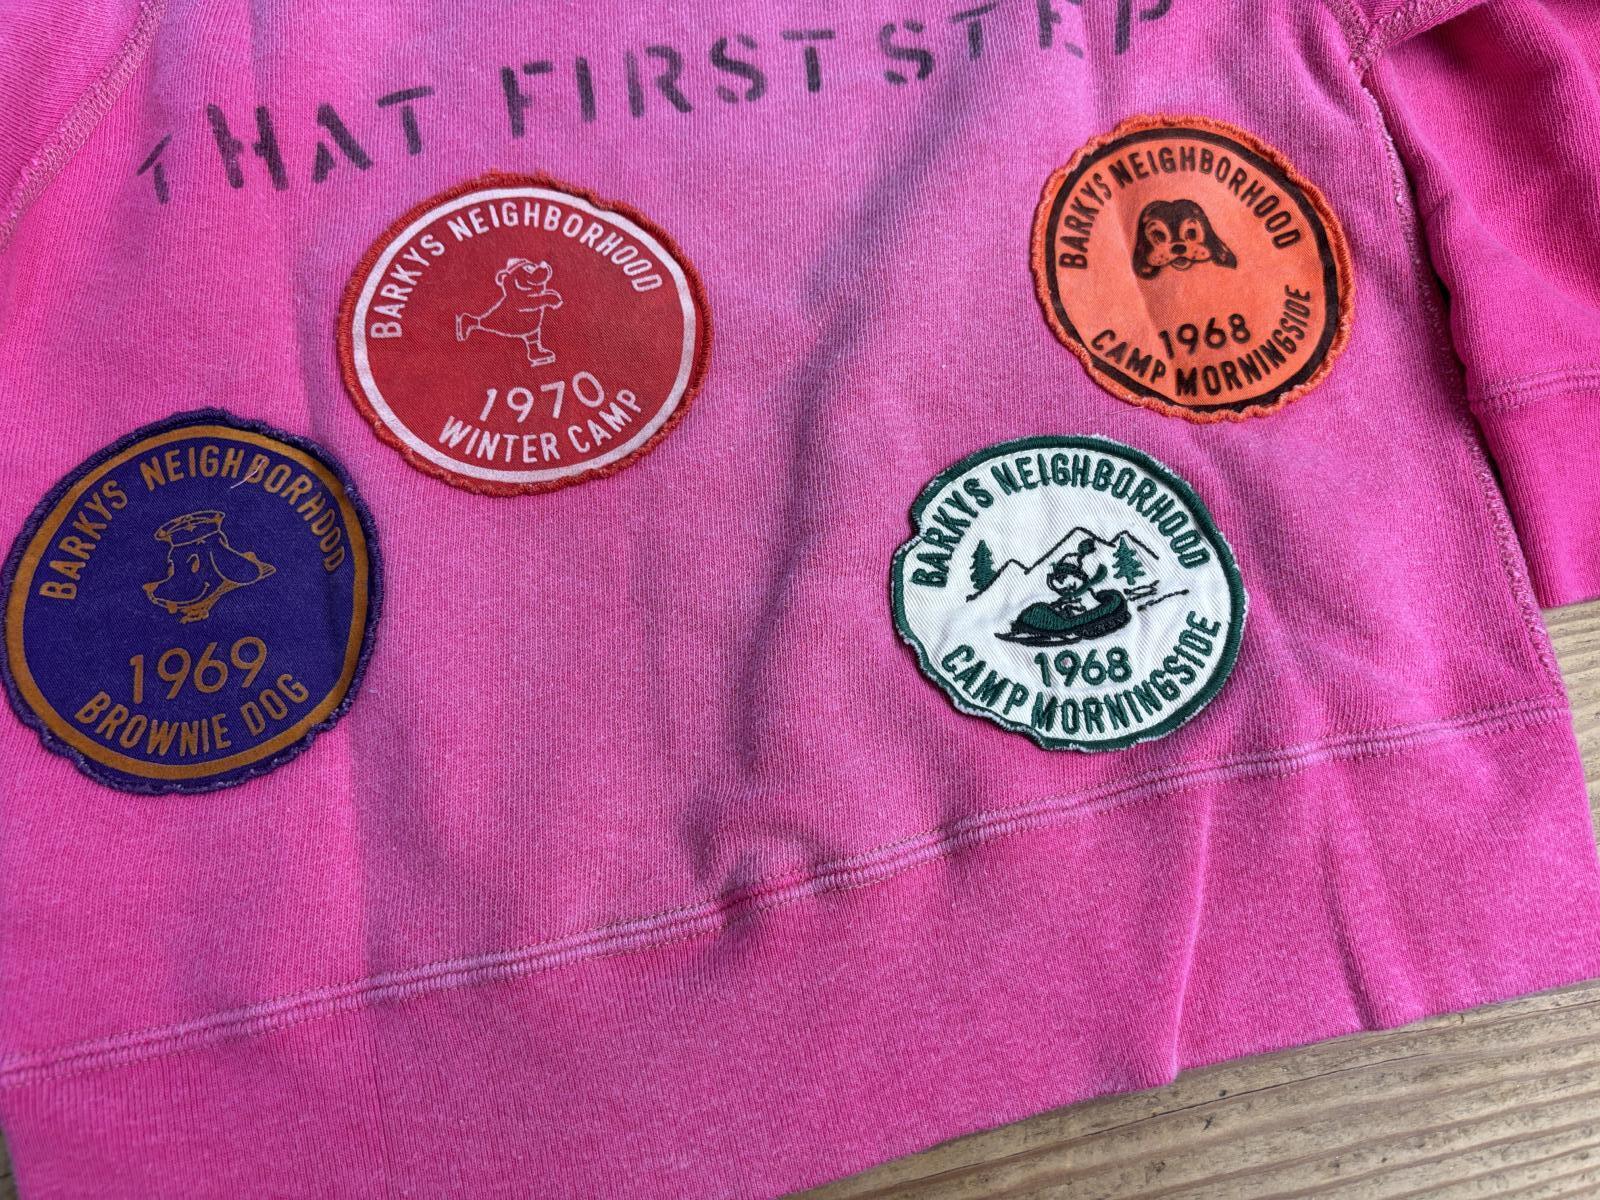 THAT FIRST STEP
BARKYS NEIGHBORHOOD
1970
WINTER CAMP
BARKYS NEIGHBORHOOD
1968
CAMP MORNINGSIDE
BARKYS NEIGHBORHOOD
1969
BROWNIE DOG
BARKYS NEIGHBORHOOD
1968
CAMP MORNINGSIDE